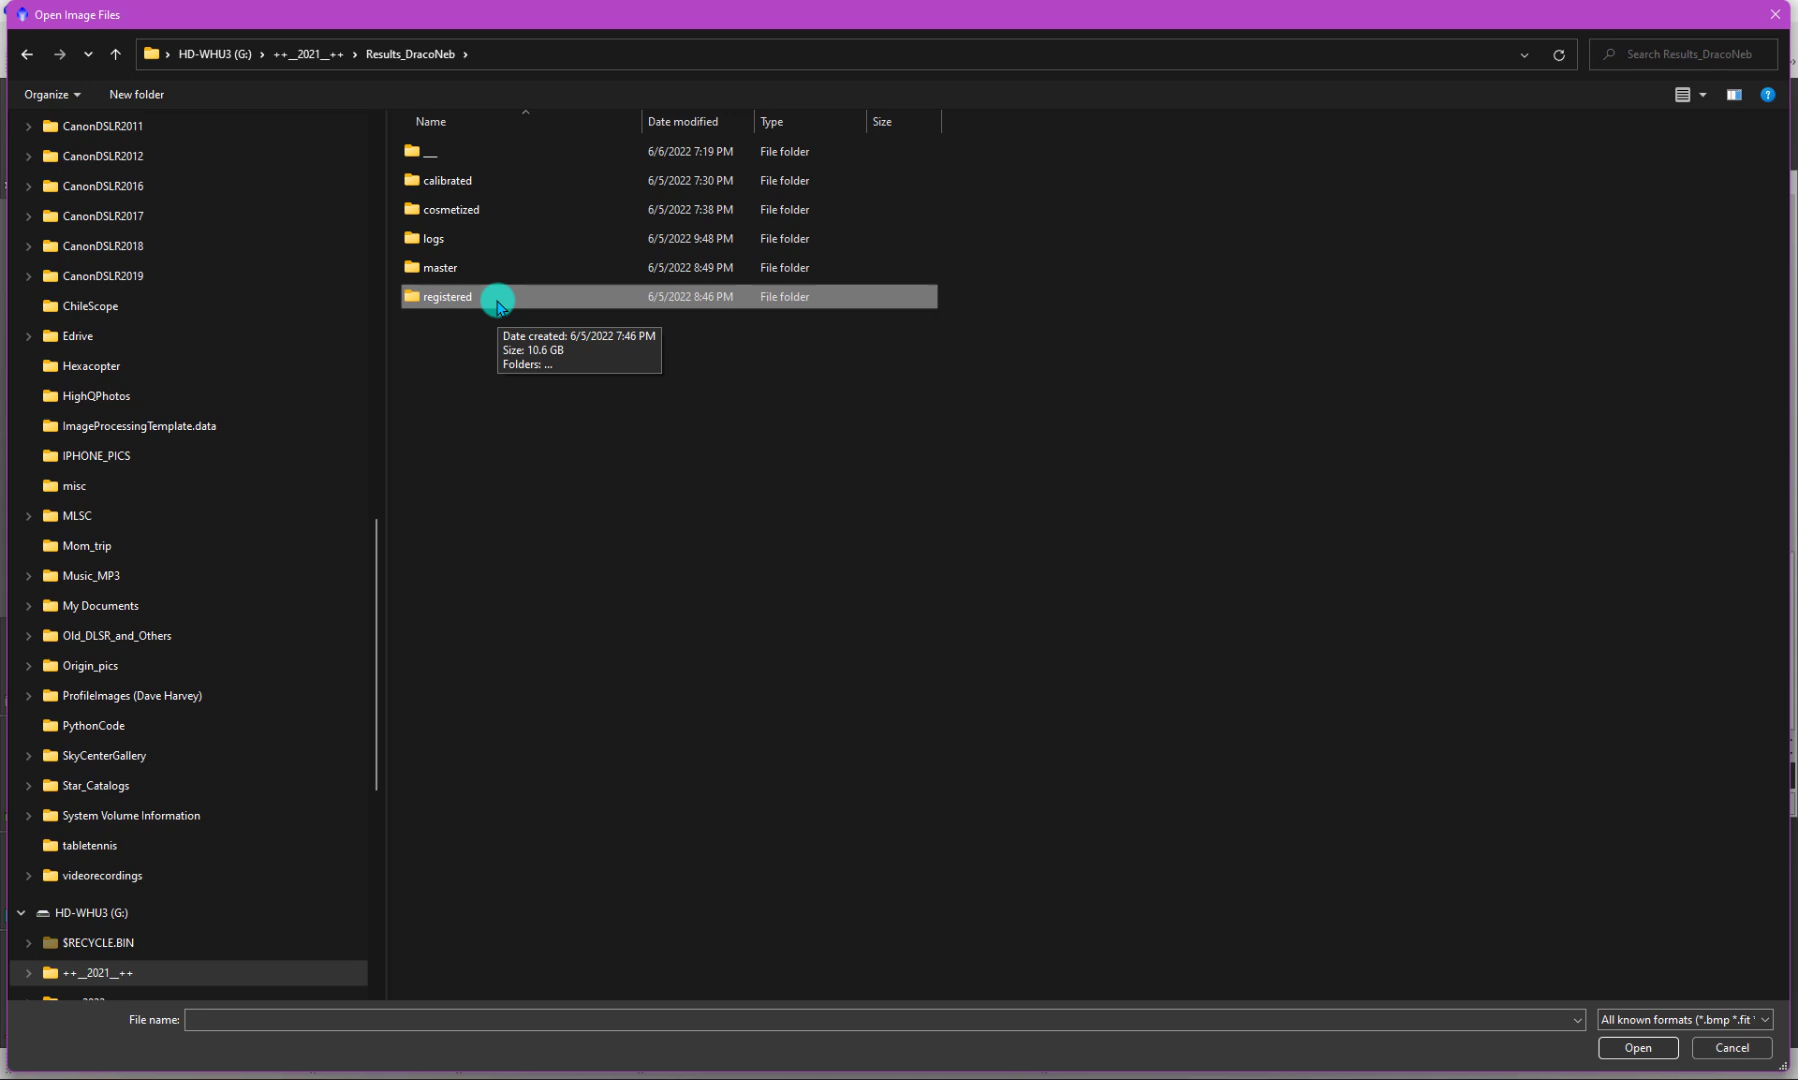 Open Image Files
HD-WHU3 (G:) › ++__2021__++ › Results_DracoNeb ›
Search Results_DracoNeb
Organize
New folder
Name
Date modified
Type
Size
__ 6/6/2022 7:19 PM File folder
calibrated 6/5/2022 7:30 PM File folder
cosmetized 6/5/2022 7:38 PM File folder
logs 6/5/2022 9:48 PM File folder
master 6/5/2022 8:49 PM File folder
registered 6/5/2022 8:46 PM File folder
Date created: 6/5/2022 7:46 PM
Size: 10.6 GB
Folders: ...
CanonDSLR2011
CanonDSLR2012
CanonDSLR2016
CanonDSLR2017
CanonDSLR2018
CanonDSLR2019
ChileScope
Edrive
Hexacopter
HighQPhotos
ImageProcessingTemplate.data
IPHONE_PICS
misc
MLSC
Mom_trip
Music_MP3
My Documents
Old_DLSR_and_Others
Origin_pics
ProfileImages (Dave Harvey)
PythonCode
SkyCenterGallery
Star_Catalogs
System Volume Information
tabletennis
videorecordings
HD-WHU3 (G:)
$RECYCLE.BIN
++__2021__++
File name:
All known formats (*.bmp *.fit *
Open
Cancel